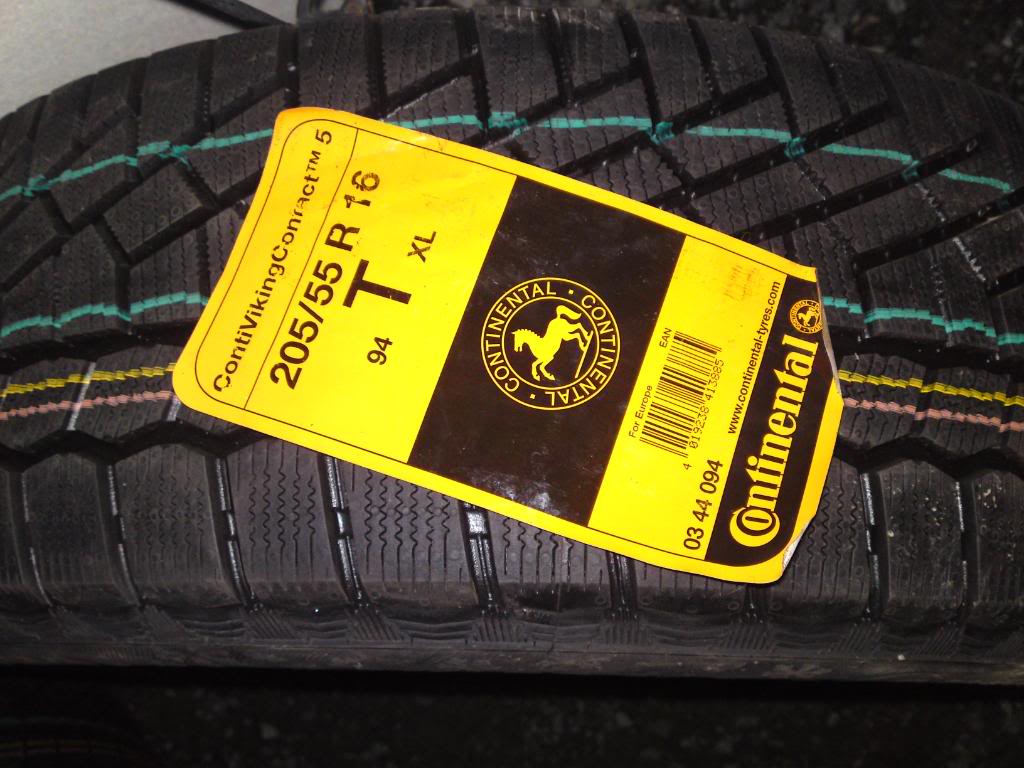 ContiVikingContact™ 5
205/55 R 16
94 T XL
CONTINENTAL · CONTINENTAL ·
For Europe
EAN
4 019238 413885
03 44 094
www.continental-tyres.com
Continental